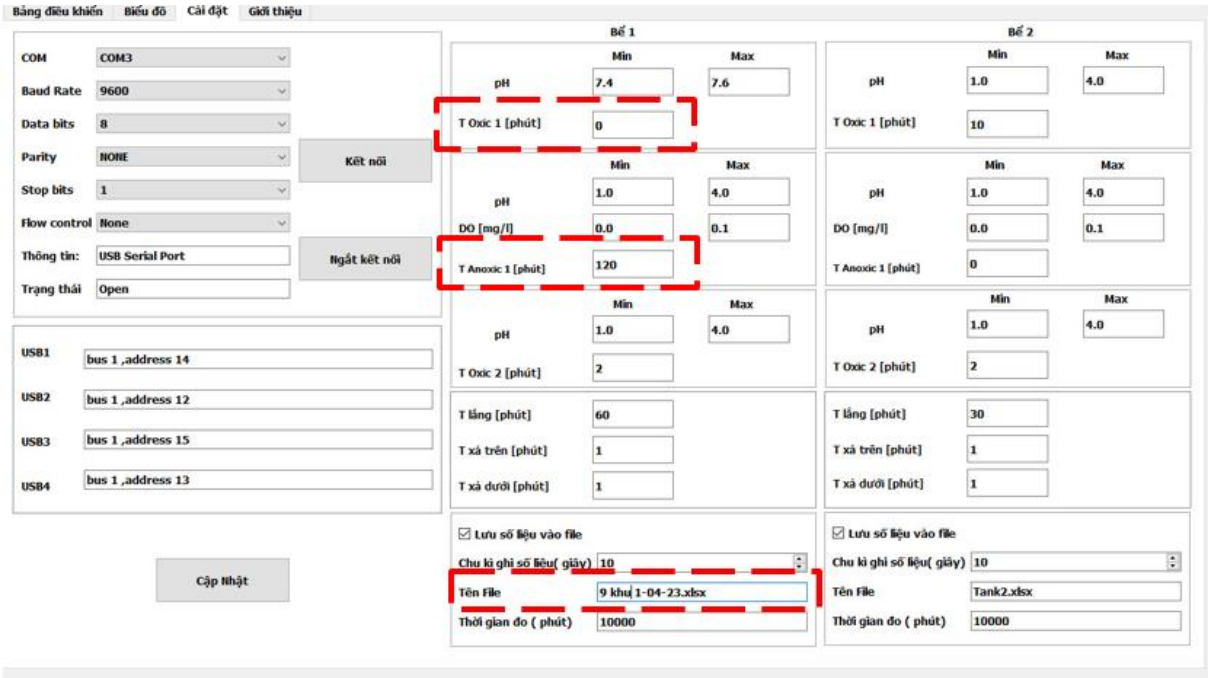 Bảng điều khiển Biểu đồ Cài đặt Giới thiệu
COM COM3
Baud Rate 9600
Data bits 8
Parity NONE
Stop bits 1
Flow control None
Thông tin: USB Serial Port
Trạng thái Open
Kết nối
Ngắt kết nối
USB1 bus 1 ,address 14
USB2 bus 1 ,address 12
USB3 bus 1 ,address 15
USB4 bus 1 ,address 13
Cập Nhật
Bể 1
Min Max
pH 7.4 7.6
T Oxic 1 [phút] 0
Min Max
pH 1.0 4.0
DO [mg/l] 0.0 0.1
T Anoxic 1 [phút] 120
Min Max
pH 1.0 4.0
T Oxic 2 [phút] 2
T lắng [phút] 60
T xả trên [phút] 1
T xả dưới [phút] 1
Lưu số liệu vào file
Chu kì ghi số liệu( giây) 10
Tên File 9 khu 1-04-23.xlsx
Thời gian đo ( phút) 10000
Bể 2
Min Max
pH 1.0 4.0
T Oxic 1 [phút] 10
Min Max
pH 1.0 4.0
DO [mg/l] 0.0 0.1
T Anoxic 1 [phút] 0
Min Max
pH 1.0 4.0
T Oxic 2 [phút] 2
T lắng [phút] 30
T xả trên [phút] 1
T xả dưới [phút] 1
Lưu số liệu vào file
Chu kì ghi số liệu( giây) 10
Tên File Tank2.xlsx
Thời gian đo ( phút) 10000